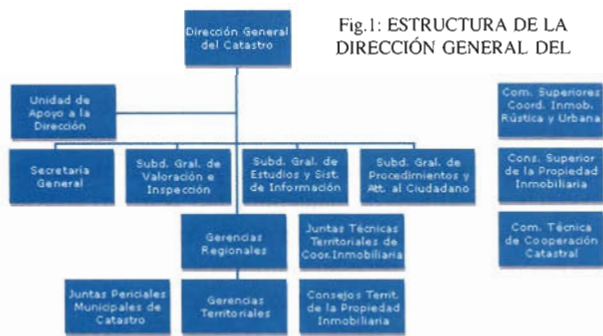 Dirección General
del Catastro
Fig.1: ESTRUCTURA DE LA
DIRECCIÓN GENERAL DEL
Unidad de
Apoyo a la
Dirección
Com. Superiores
Coord. Inmob.
Rústica y Urbana
Secretaría
General
Subd. Gral. de
Valoración e
Inspección
Subd. Gral. de
Estudios y Sist.
de Información
Subd. Gral. de
Procedimientos y
Att. al Ciudadano
Cons. Superior
de la Propiedad
Inmobiliaria
Gerencias
Regionales
Juntas Técnicas
Territoriales de
Coor.Inmobiliaria
Com. Técnica
de Cooperación
Catastral
Juntas Periciales
Municipales de
Catastro
Gerencias
Territoriales
Consejos Territ.
de la Propiedad
Inmobiliaria